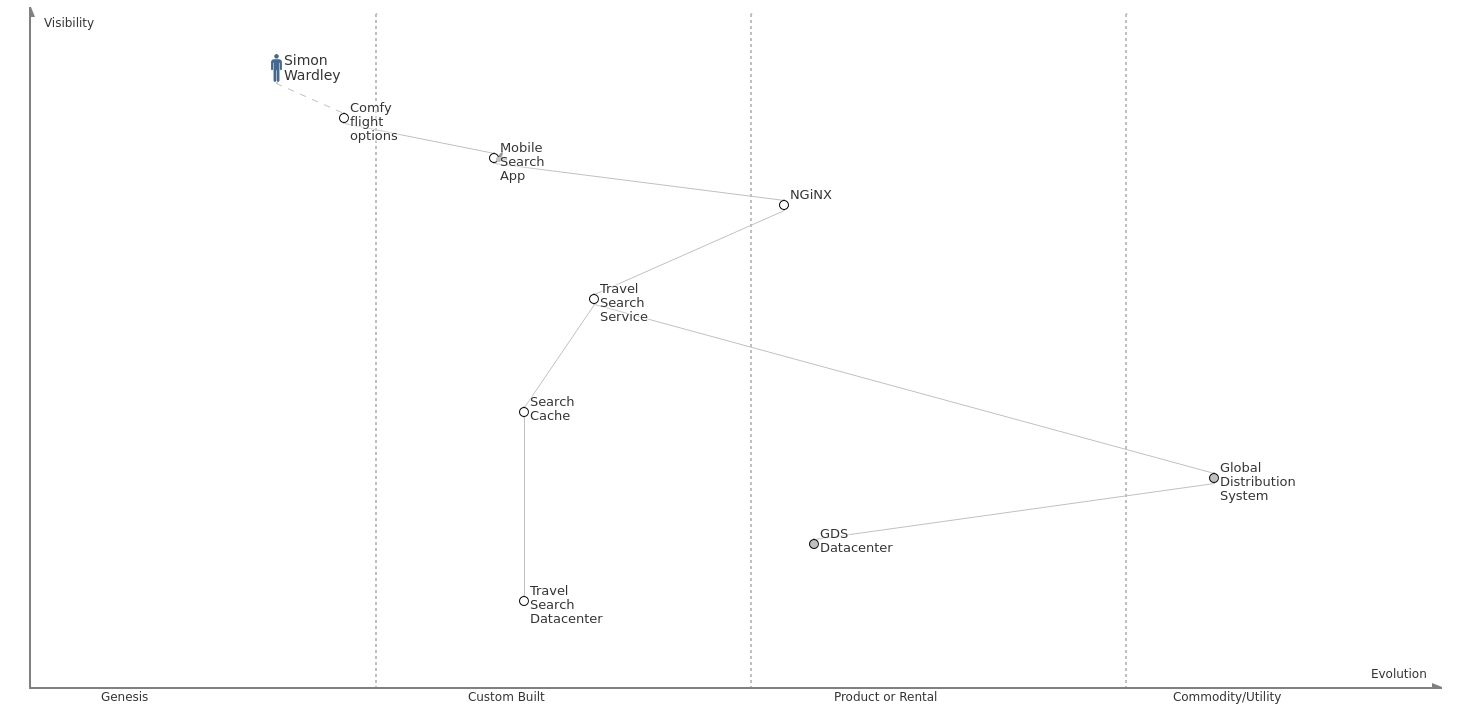 Visibility
Simon
Wardley
Comfy
flight
options
Mobile
Search
App
NGiNX
Travel
Search
Service
Search
Cache
Global
Distribution
System
GDS
Datacenter
Travel
Search
Datacenter
Evolution
Genesis
Custom Built
Product or Rental
Commodity/Utility